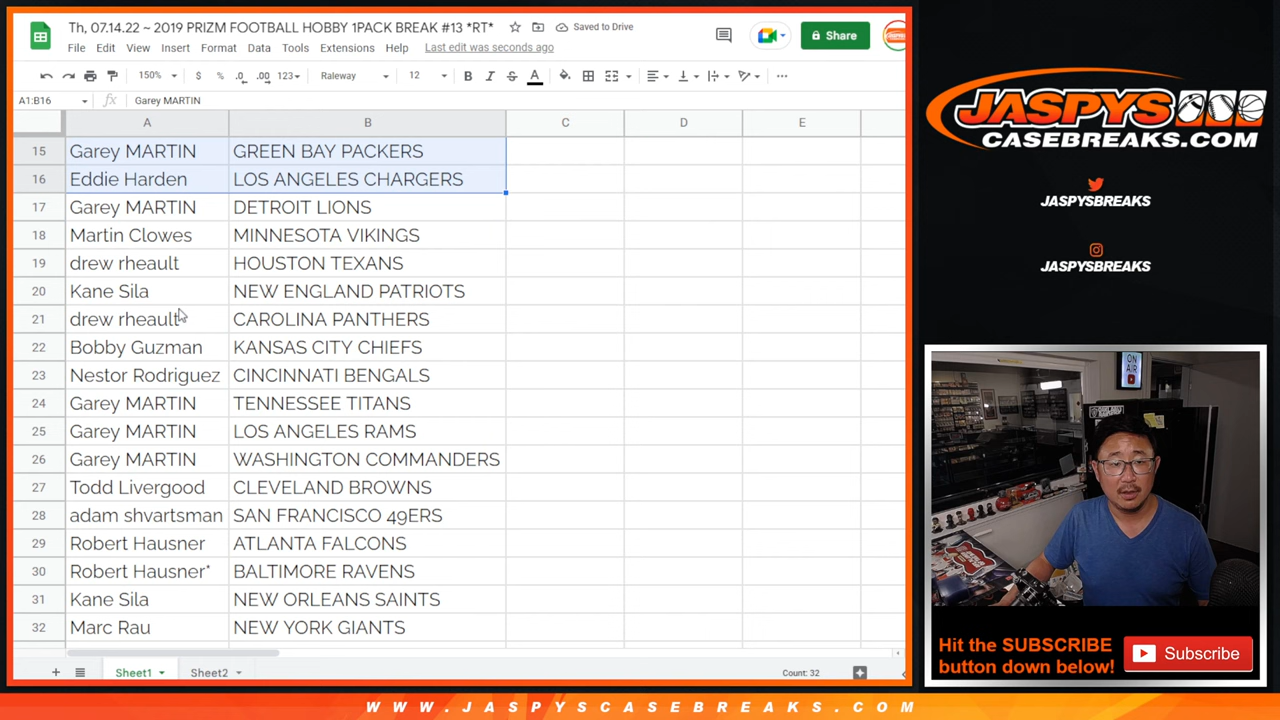 Th, 07.14.22 ~ 2019 PRIZM FOOTBALL HOBBY 1PACK BREAK #13 *RT*
Saved to Drive
File Edit View Insert Format Data Tools Extensions Help Last edit was seconds ago
Share
150% $ % .0 .00 123 Raleway 12 B I S A
A1:B16 fx Garey MARTIN
A B C D E
15 Garey MARTIN GREEN BAY PACKERS
16 Eddie Harden LOS ANGELES CHARGERS
17 Garey MARTIN DETROIT LIONS
18 Martin Clowes MINNESOTA VIKINGS
19 drew rheault HOUSTON TEXANS
20 Kane Sila NEW ENGLAND PATRIOTS
21 drew rheault CAROLINA PANTHERS
22 Bobby Guzman KANSAS CITY CHIEFS
23 Nestor Rodriguez CINCINNATI BENGALS
24 Garey MARTIN TENNESSEE TITANS
25 Garey MARTIN LOS ANGELES RAMS
26 Garey MARTIN WASHINGTON COMMANDERS
27 Todd Livergood CLEVELAND BROWNS
28 adam shvartsman SAN FRANCISCO 49ERS
29 Robert Hausner ATLANTA FALCONS
30 Robert Hausner* BALTIMORE RAVENS
31 Kane Sila NEW ORLEANS SAINTS
32 Marc Rau NEW YORK GIANTS
Sheet1 Sheet2 Count: 32
JASPYS
CASEBREAKS.COM
JASPYSBREAKS
JASPYSBREAKS
ON
AIR
Hit the SUBSCRIBE
button down below!
Subscribe
WWW.JASPYSCASEBREAKS.COM